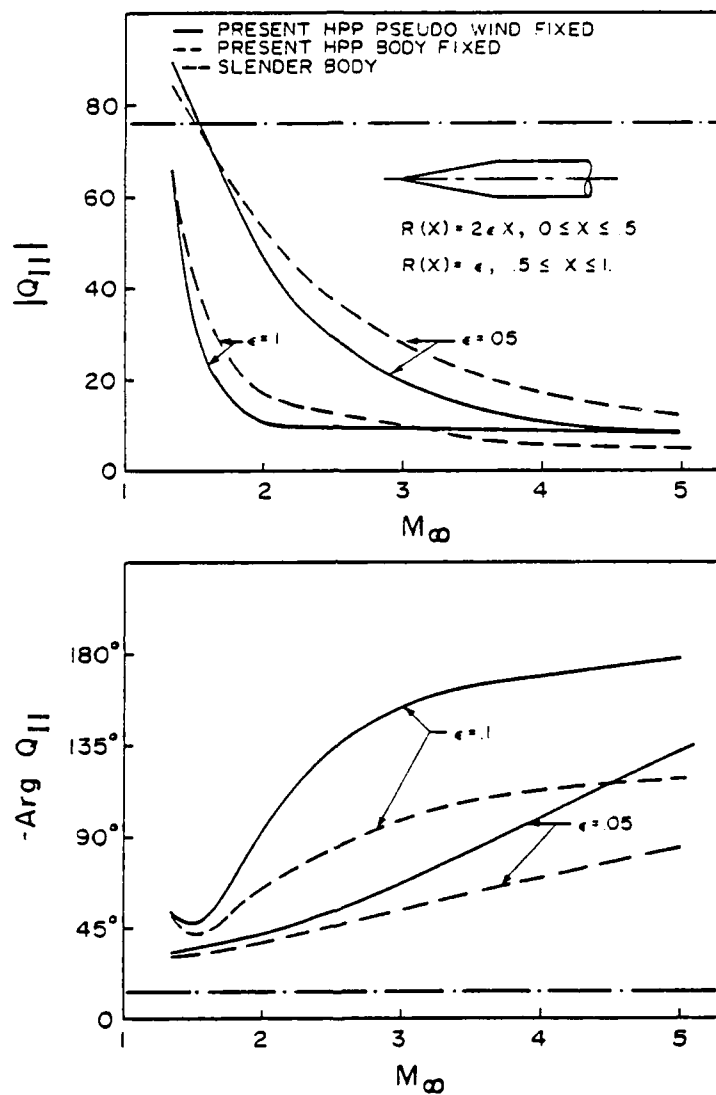 PRESENT HPP PSEUDO WIND FIXED
PRESENT HPP BODY FIXED
SLENDER BODY
80
60
40
20
0
|Q11|
R(X) = 2ϵX, 0 ≤ X ≤ .5
R(X) = ϵ, .5 ≤ X ≤ 1.
ϵ = .1
ϵ = .05
1 2 3 4 5
M∞
180°
135°
90°
45°
0
-Arg Q11
ϵ = .1
ϵ = .05
1 2 3 4 5
M∞